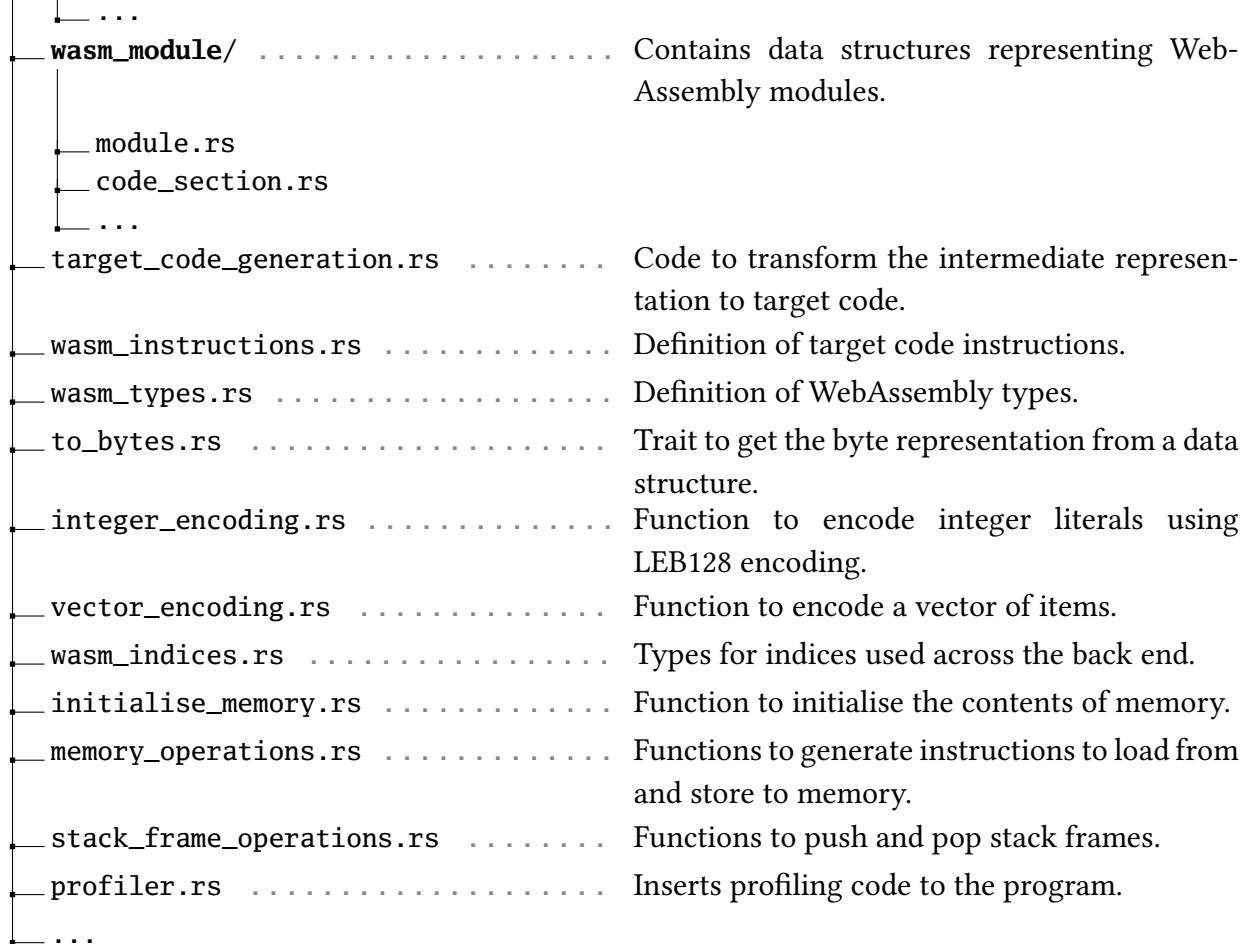 ...
wasm_module/ . . . . . . . . . . . . . . . . . . . . Contains data structures representing Web-
Assembly modules.
module.rs
code_section.rs
...
target_code_generation.rs . . . . . . . . Code to transform the intermediate represen-
tation to target code.
wasm_instructions.rs . . . . . . . . . . . . . Definition of target code instructions.
wasm_types.rs . . . . . . . . . . . . . . . . . . . Definition of WebAssembly types.
to_bytes.rs . . . . . . . . . . . . . . . . . . . . Trait to get the byte representation from a data
structure.
integer_encoding.rs . . . . . . . . . . . . . . Function to encode integer literals using
LEB128 encoding.
vector_encoding.rs . . . . . . . . . . . . . . Function to encode a vector of items.
wasm_indices.rs . . . . . . . . . . . . . . . . . Types for indices used across the back end.
initialise_memory.rs . . . . . . . . . . . . . Function to initialise the contents of memory.
memory_operations.rs . . . . . . . . . . . . . Functions to generate instructions to load from
and store to memory.
stack_frame_operations.rs . . . . . . . . Functions to push and pop stack frames.
profiler.rs . . . . . . . . . . . . . . . . . . . . Inserts profiling code to the program.
...